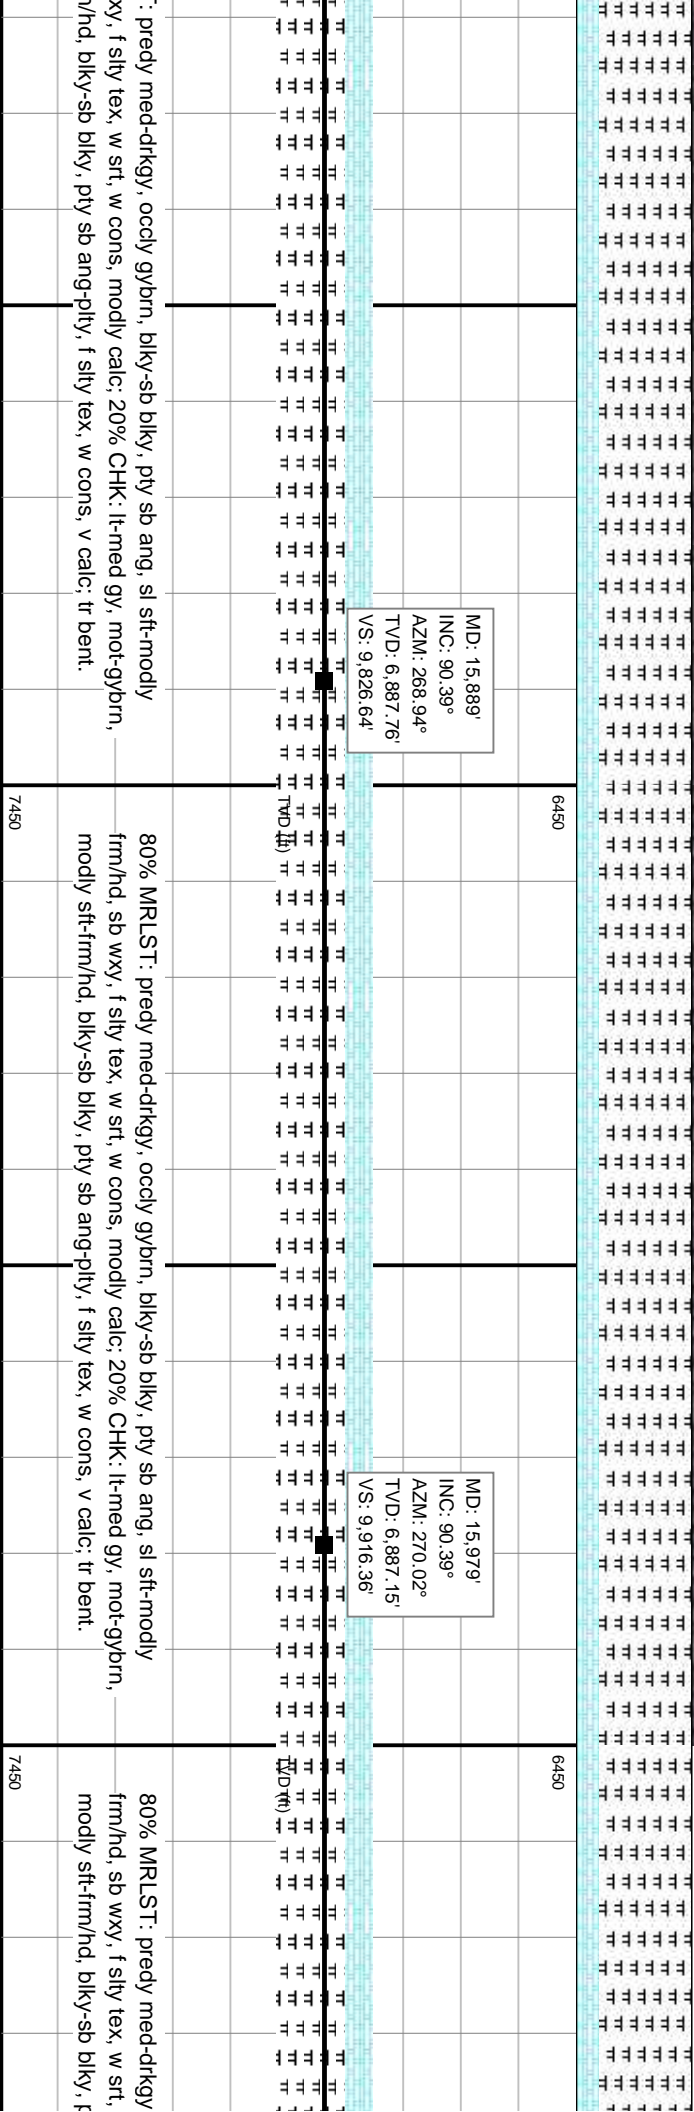 : predy med-drkgy, occly gybrn, blky-sb blky, pty sb ang, sl sft-modly
xy, f slty tex, w srt, w cons, modly calc; 20% CHK: lt-med gy, mot-gybrn,
/hd, blky-sb blky, pty sb ang-plty, f slty tex, w cons, v calc; tr bent.
MD: 15,889'
INC: 90.39°
AZM: 268.94°
TVD: 6,887.76'
VS: 9,826.64'
6450
TVD (ft)
7450
80% MRLST: predy med-drkgy, occly gybrn, blky-sb blky, pty sb ang, sl sft-modly
frm/hd, sb wxy, f slty tex, w srt, w cons, modly calc; 20% CHK: lt-med gy, mot-gybrn,
modly sft-frm/hd, blky-sb blky, pty sb ang-plty, f slty tex, w cons, v calc; tr bent.
MD: 15,979'
INC: 90.39°
AZM: 270.02°
TVD: 6,887.15'
VS: 9,916.36'
6450
TVD (ft)
7450
80% MRLST: predy med-drkgy
frm/hd, sb wxy, f slty tex, w srt,
modly sft-frm/hd, blky-sb blky, p